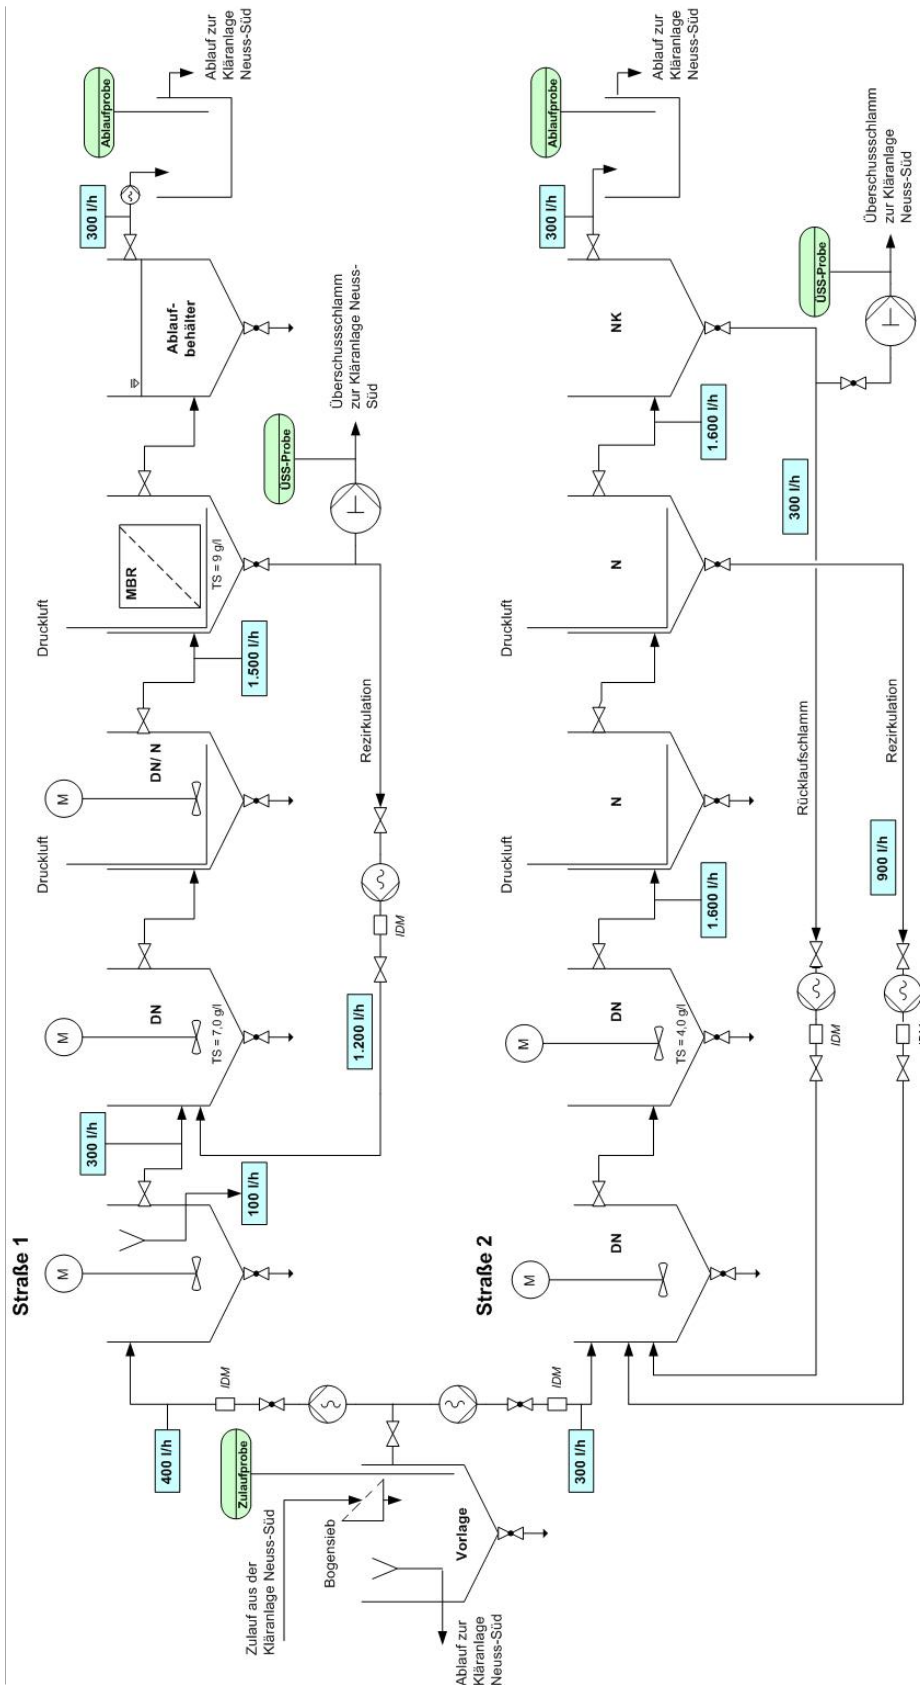 Straße 1
M
M
DN
TS = 7,0 g/l
Druckluft
M
DN/ N
Druckluft
MBR
TS = 9 g/l
Ablauf-
behälter
300 l/h
Ablaufprobe
Ablauf zur
Kläranlage
Neuss-Süd
400 l/h
IDM
300 l/h
100 l/h
1.200 l/h
IDM
Rezirkulation
1.500 l/h
ÜSS-Probe
Überschussschlamm
zur Kläranlage Neuss-
Süd
Zulaufprobe
Zulauf aus der
Kläranlage Neuss-Süd
Bogensieb
Vorlage
Ablauf zur
Kläranlage
Neuss-Süd
Straße 2
IDM
300 l/h
M
DN
M
DN
TS = 4,0 g/l
Druckluft
N
Druckluft
N
NK
300 l/h
Ablaufprobe
Ablauf zur
Kläranlage
Neuss-Süd
1.600 l/h
1.600 l/h
300 l/h
ÜSS-Probe
Überschussschlamm
zur Kläranlage
Neuss-Süd
IDM
Rücklaufschlamm
900 l/h
Rezirkulation